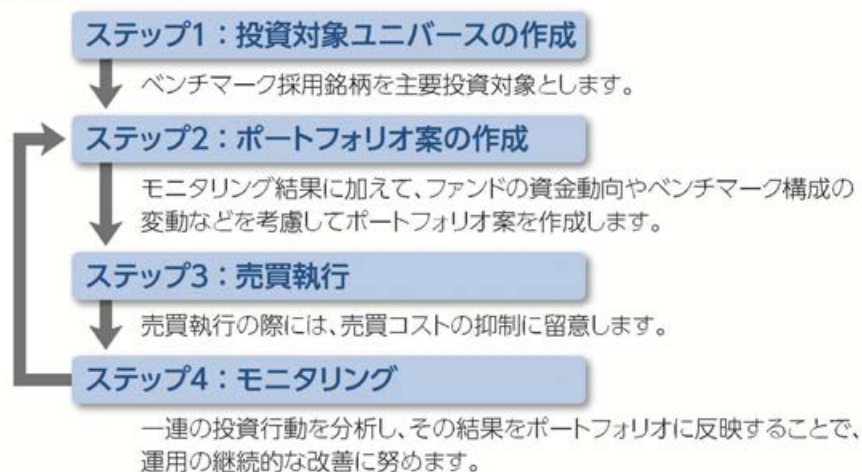 ステップ1：投資対象ユニバースの作成
ベンチマーク採用銘柄を主要投資対象とします。
ステップ2：ポートフォリオ案の作成
モニタリング結果に加えて、ファンドの資金動向やベンチマーク構成の
変動などを考慮してポートフォリオ案を作成します。
ステップ3：売買執行
売買執行の際には、売買コストの抑制に留意します。
ステップ4：モニタリング
一連の投資行動を分析し、その結果をポートフォリオに反映することで、
運用の継続的な改善に努めます。